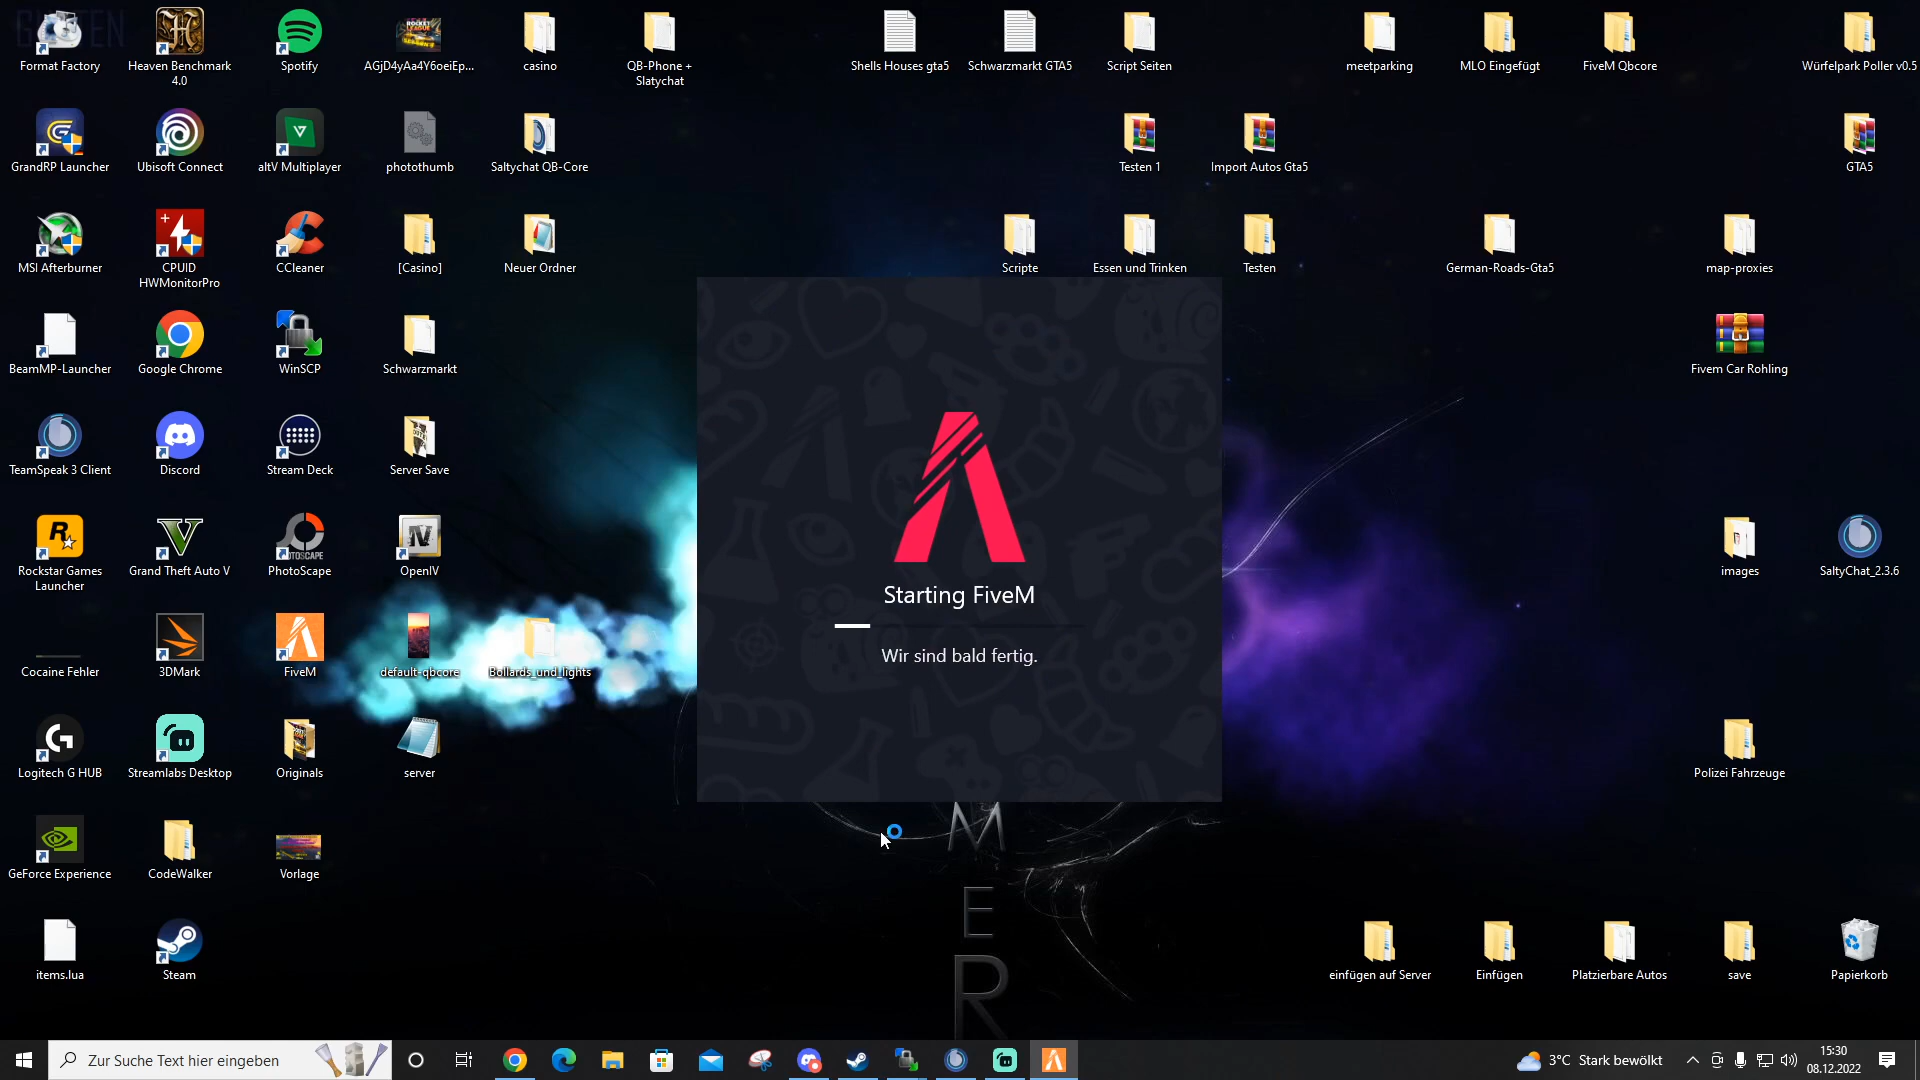 Format Factory
Heaven Benchmark
4.0
Spotify
AGjD4yAa4Y6oeiEp...
casino
QB-Phone +
Slatychat
Shells Houses gta5
Schwarzmarkt GTA5
Script Seiten
meetparking
MLO Eingefügt
FiveM Qbcore
Würfelpark Poller v0.5
GrandRP Launcher
Ubisoft Connect
altV Multiplayer
photothumb
Saltychat QB-Core
Testen 1
Import Autos Gta5
GTA5
MSI Afterburner
CPUID
HWMonitorPro
CCleaner
[Casino]
Neuer Ordner
Scripte
Essen und Trinken
Testen
German-Roads-Gta5
map-proxies
BeamMP-Launcher
Google Chrome
WinSCP
Schwarzmarkt
Fivem Car Rohling
TeamSpeak 3 Client
Discord
Stream Deck
Server Save
Rockstar Games
Launcher
Grand Theft Auto V
PhotoScape
OpenIV
images
SaltyChat_2.3.6
Starting FiveM
Wir sind bald fertig.
Cocaine Fehler
3DMark
FiveM
default-qbcore
Bollards_und_lights
Logitech G HUB
Streamlabs Desktop
Originals
server
Polizei Fahrzeuge
GeForce Experience
CodeWalker
Vorlage
M
E
R
items.lua
Steam
einfügen auf Server
Einfügen
Platzierbare Autos
save
Papierkorb
Zur Suche Text hier eingeben
3°C Stark bewölkt
15:30
08.12.2022